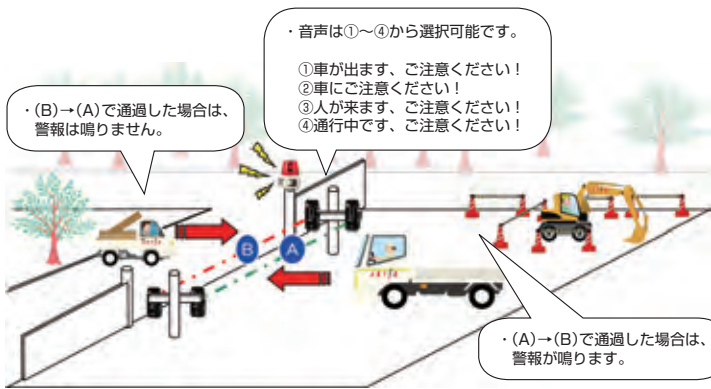 ・音声は①～④から選択可能です。
①車が出ます、ご注意ください！
②車にご注意ください！
③人が来ます、ご注意ください！
④通行中です、ご注意ください！
・(B)→(A)で通過した場合は、
警報は鳴りません。
B
A
・(A)→(B)で通過した場合は、
警報が鳴ります。